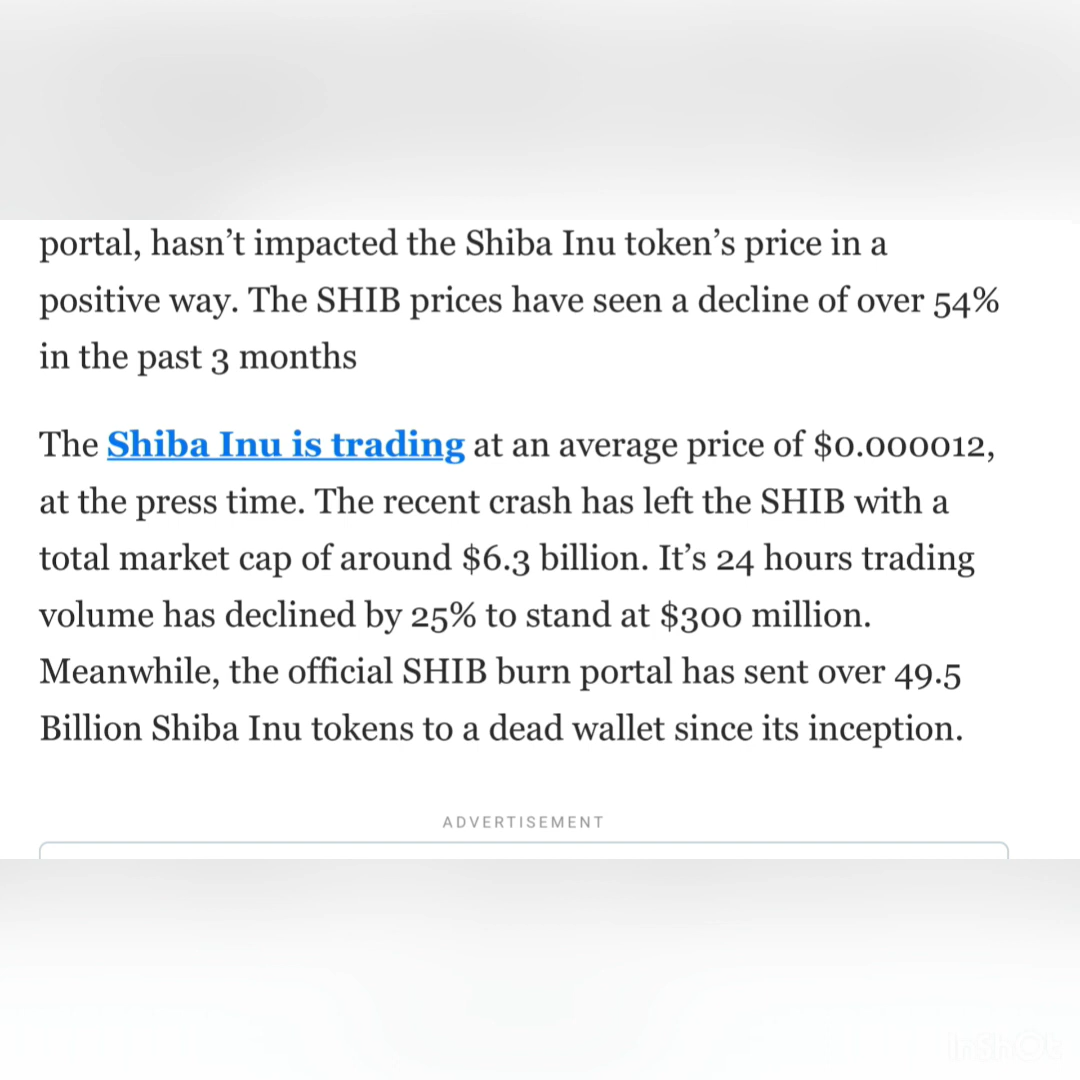 portal, hasn’t impacted the Shiba Inu token’s price in a
positive way. The SHIB prices have seen a decline of over 54%
in the past 3 months
The Shiba Inu is trading at an average price of $0.000012,
at the press time. The recent crash has left the SHIB with a
total market cap of around $6.3 billion. It’s 24 hours trading
volume has declined by 25% to stand at $300 million.
Meanwhile, the official SHIB burn portal has sent over 49.5
Billion Shiba Inu tokens to a dead wallet since its inception.
ADVERTISEMENT
InShOt